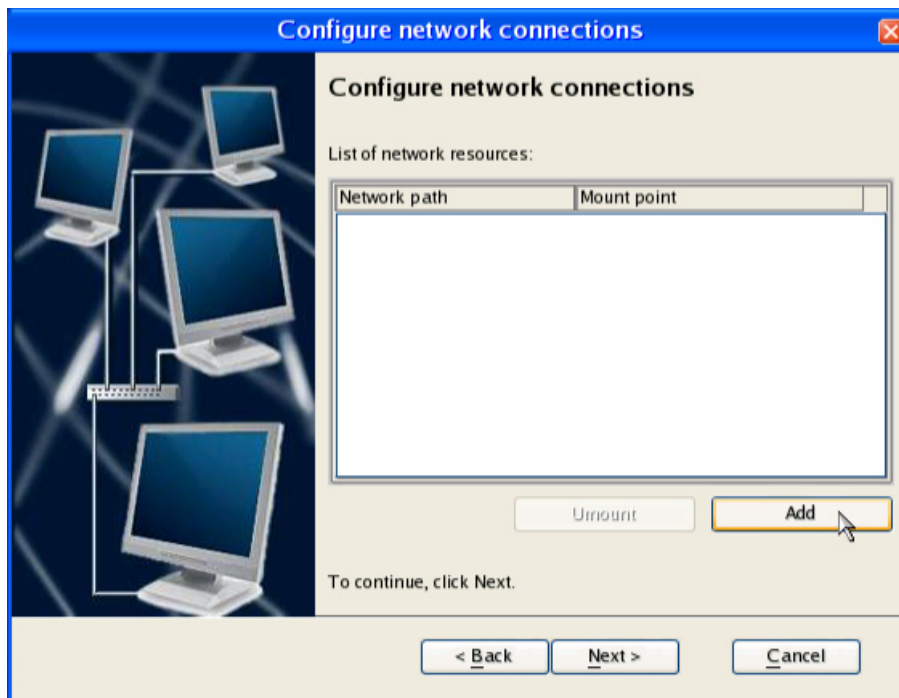 Configure network connections
Configure network connections
List of network resources:
Network path Mount point
Umount Add
To continue, click Next.
< Back Next > Cancel